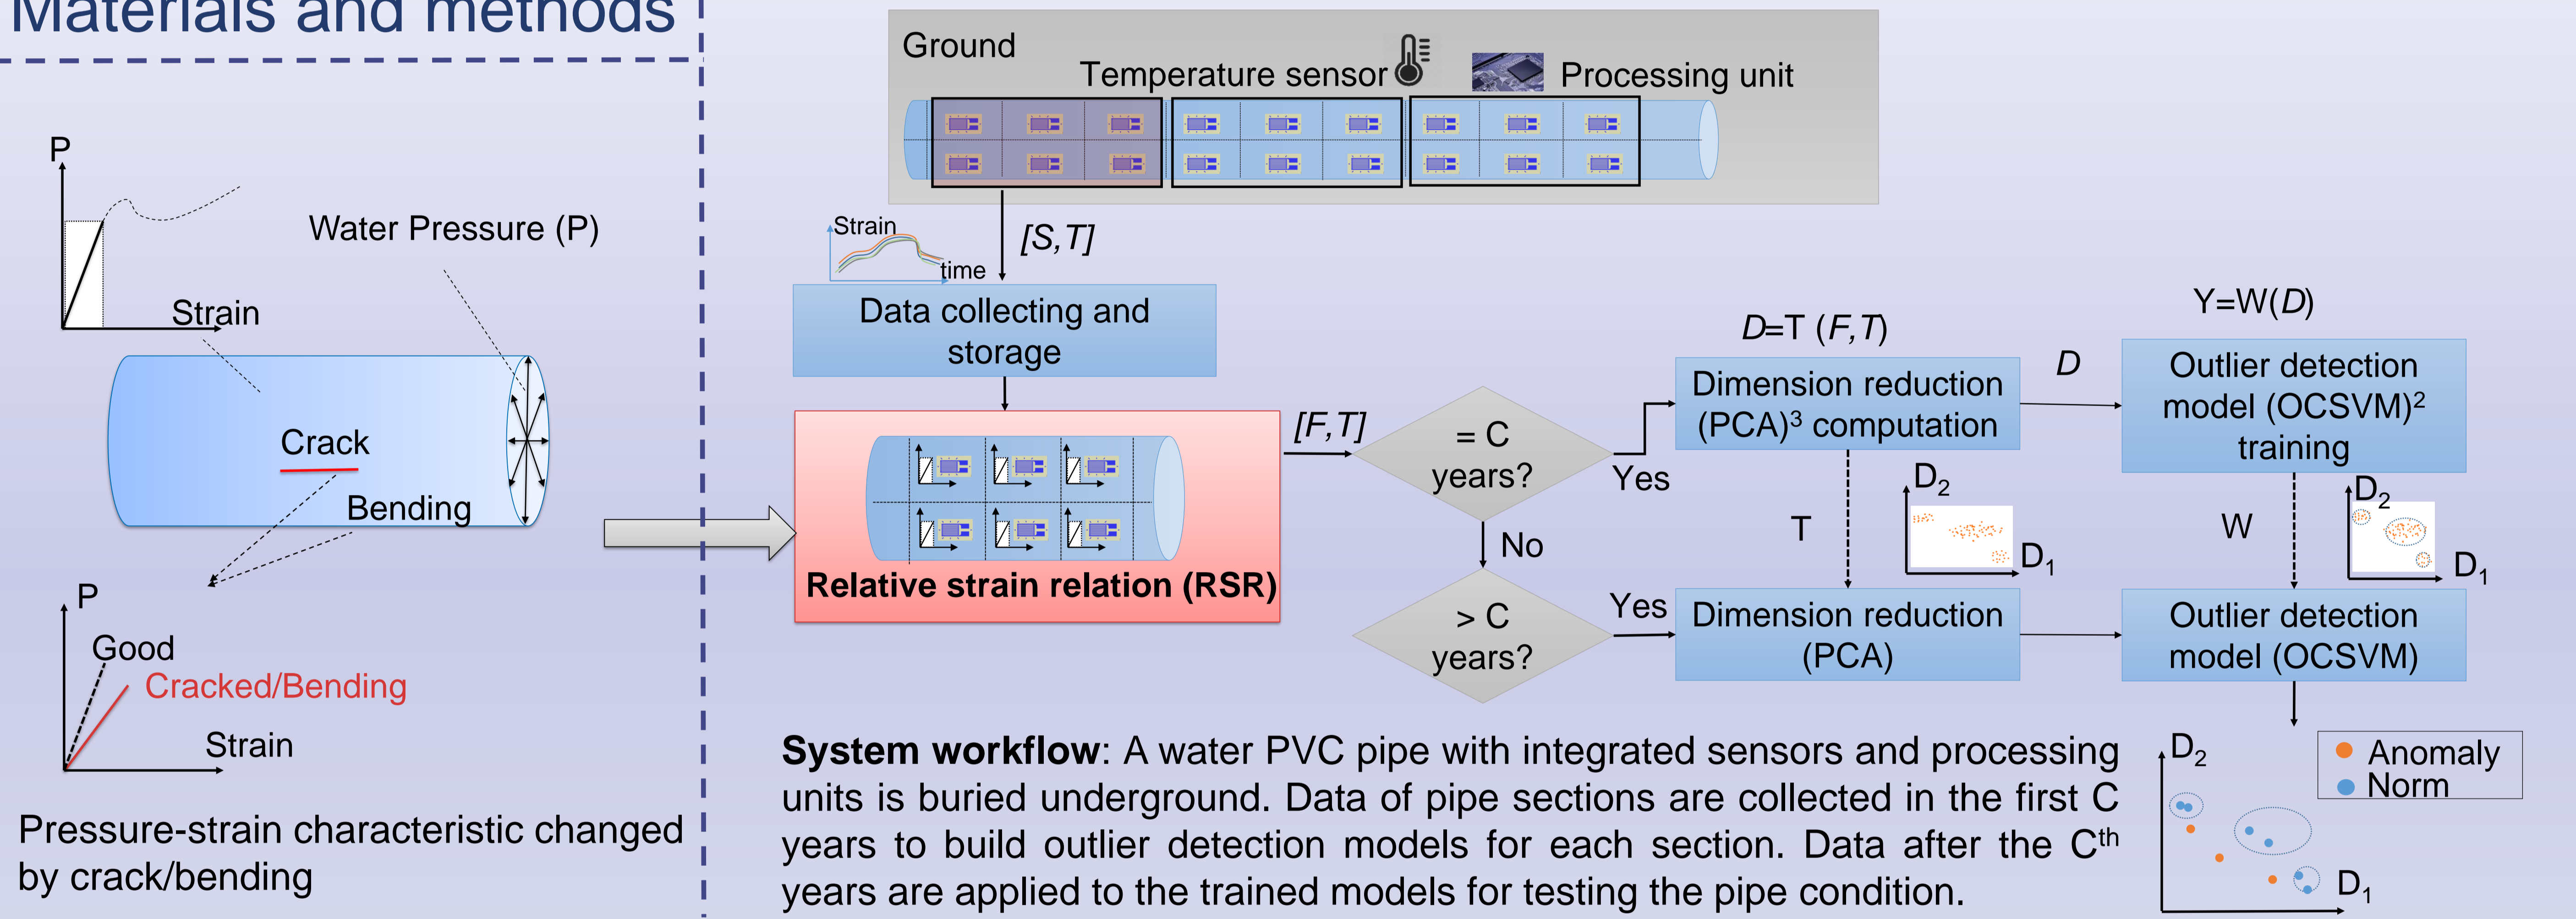 Materials and methods
P
Water Pressure (P)
Strain
Crack
Bending
P
Good
Cracked/Bending
Strain
Pressure-strain characteristic changed
by crack/bending
Ground
Temperature sensor
Processing unit
Strain
time
[S,T]
Data collecting and
storage
Relative strain relation (RSR)
[F,T]
= C
years?
Yes
No
> C
years?
Yes
D=T (F,T)
Dimension reduction
(PCA)³ computation
D
Y=W(D)
Outlier detection
model (OCSVM)²
training
T
D₂
D₁
W
D₂
D₁
Dimension reduction
(PCA)
Outlier detection
model (OCSVM)
System workflow: A water PVC pipe with integrated sensors and processing
units is buried underground. Data of pipe sections are collected in the first C
years to build outlier detection models for each section. Data after the Cᵗʰ
years are applied to the trained models for testing the pipe condition.
D₂
Anomaly
Norm
D₁